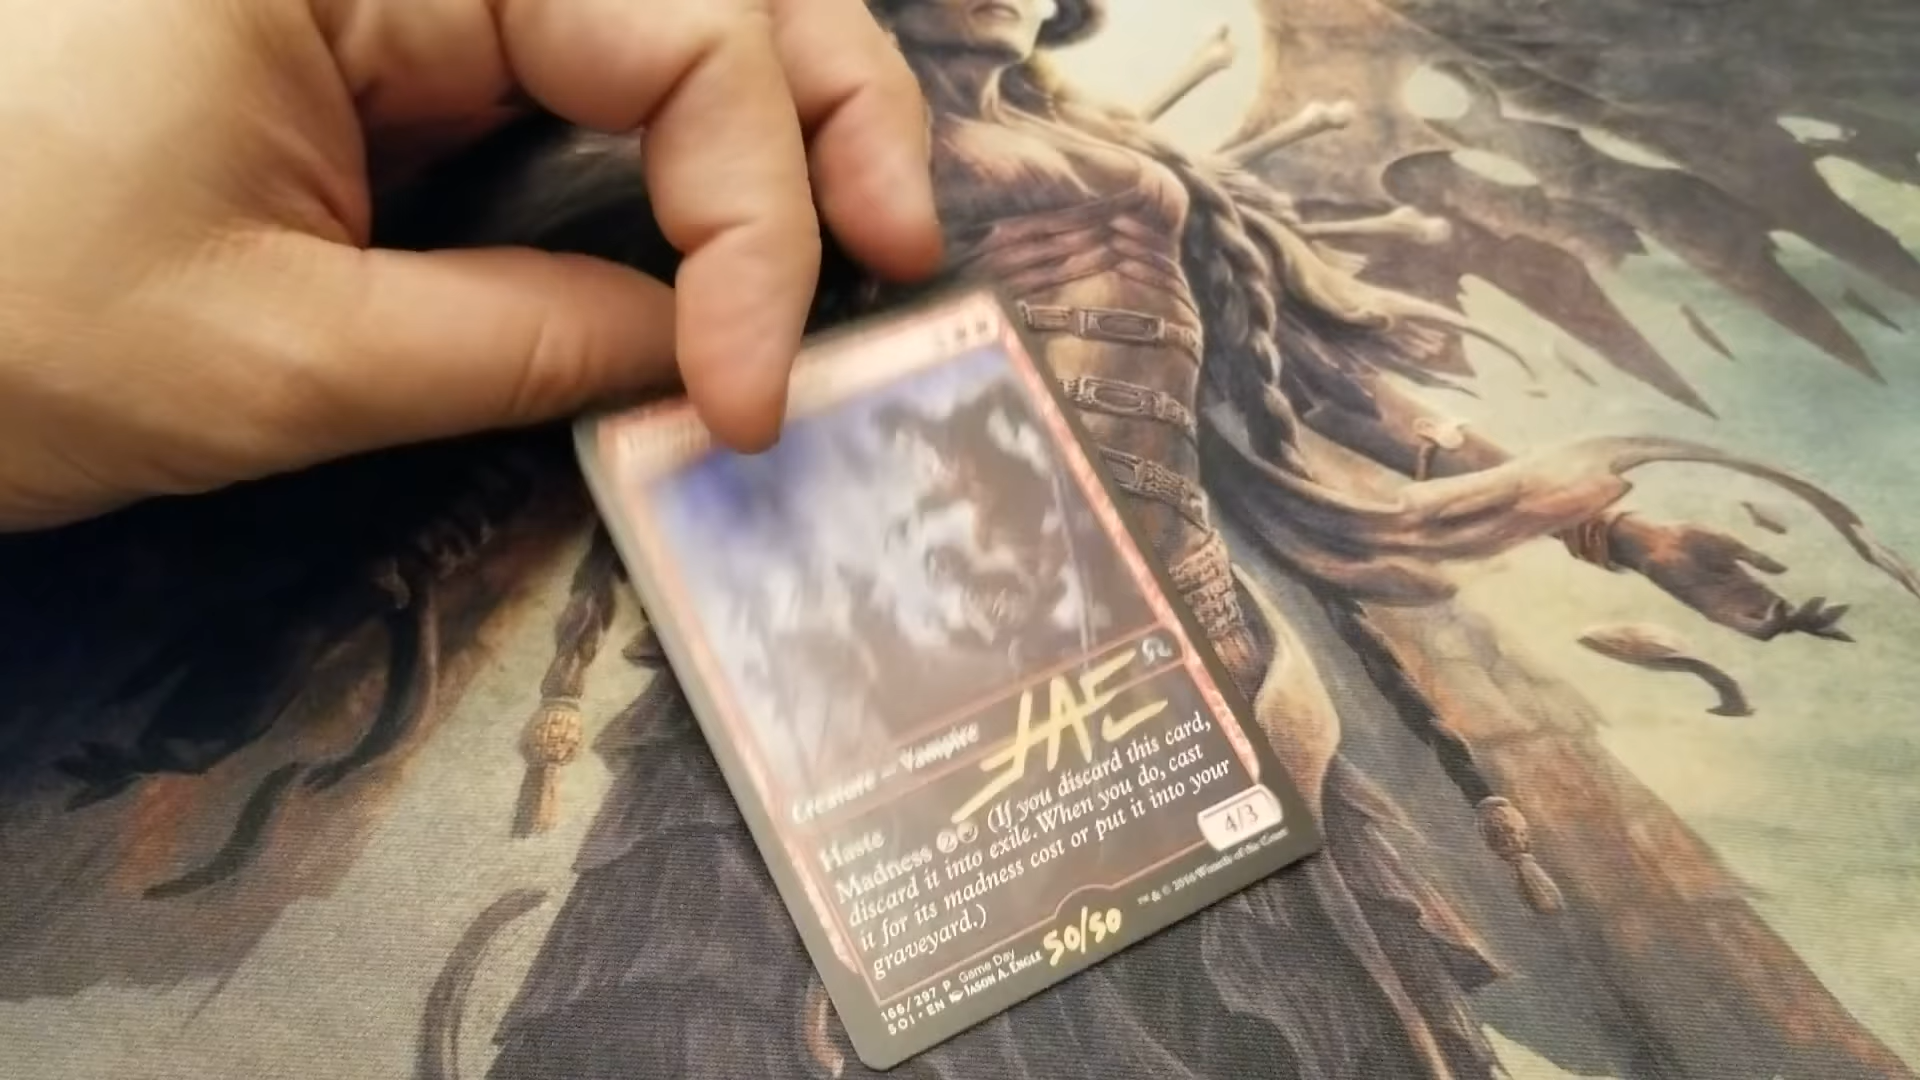 Creature — Vampire
JAE
Haste
Madness 2 (If you discard this card,
discard it into exile. When you do, cast
it for its madness cost or put it into your
graveyard.)
4/3
166/297 P Game Day
SOI • EN Jason A. Engle
50/50
™ & © 2016 Wizards of the Coast